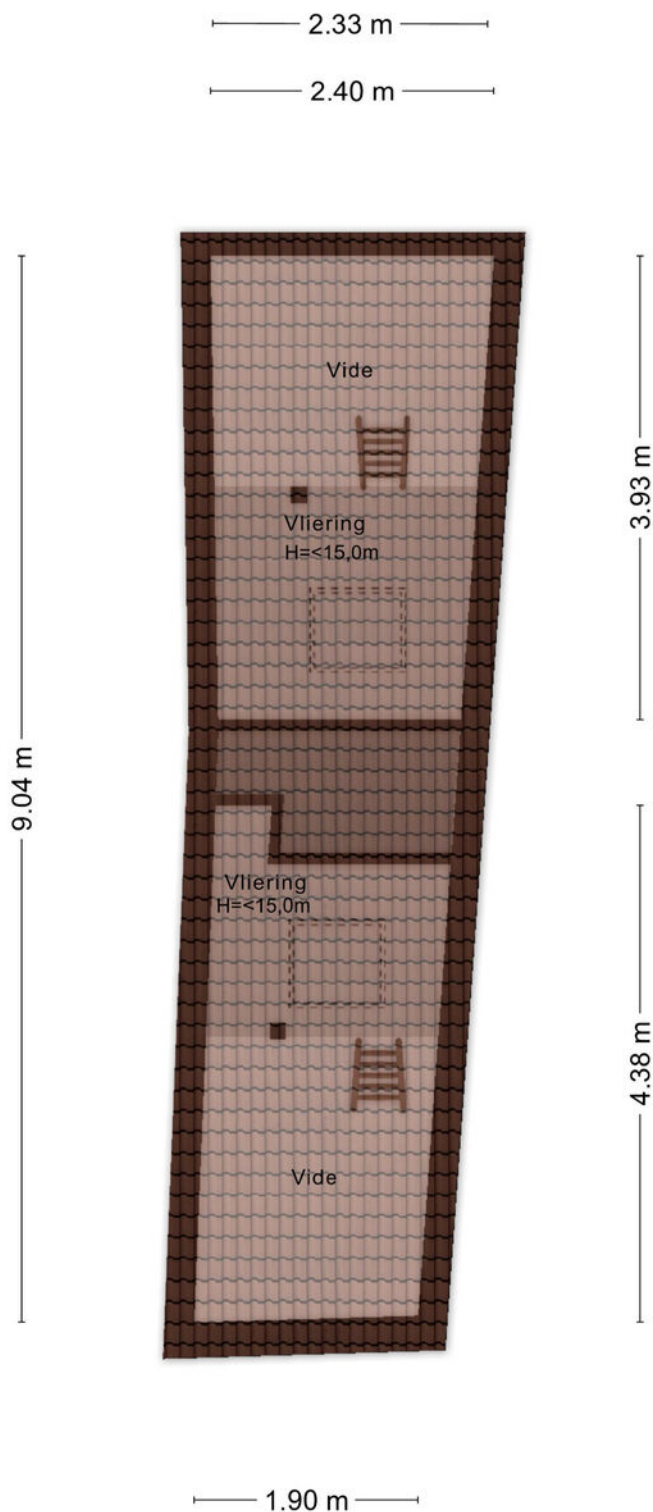 2.33 m
2.40 m
Vide
3.93 m
Vliering
H=<15,0m
9.04 m
Vliering
H=<15,0m
4.38 m
Vide
1.90 m